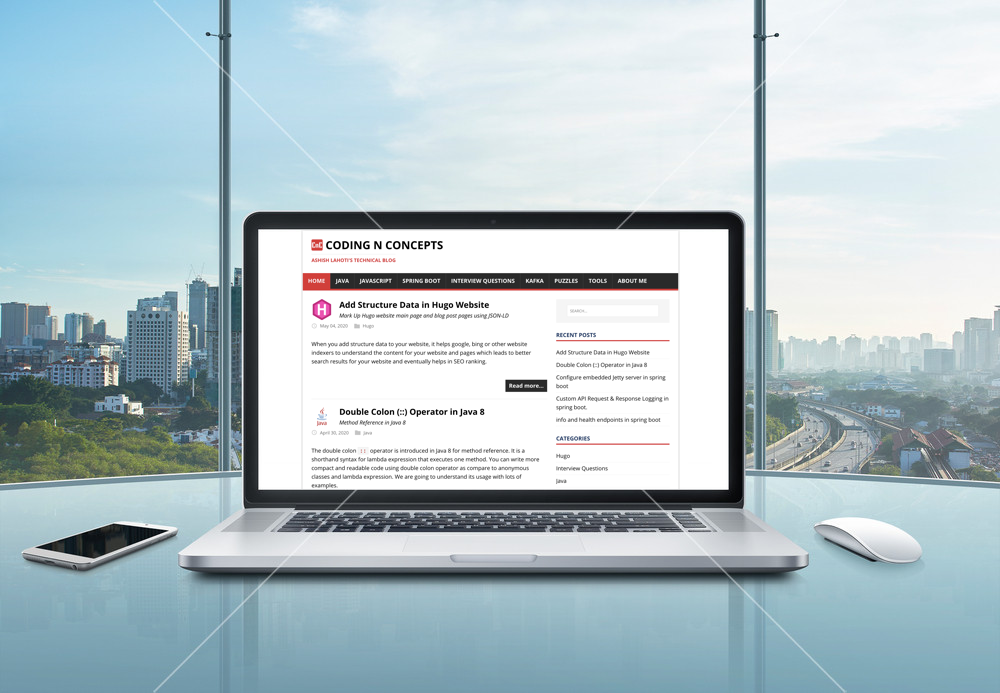 CnC CODING N CONCEPTS
ASHISH LAHOTI'S TECHNICAL BLOG
HOME JAVA JAVASCRIPT SPRING BOOT INTERVIEW QUESTIONS KAFKA PUZZLES TOOLS ABOUT ME
H
Add Structure Data in Hugo Website
Mark Up Hugo website main page and blog post pages using JSON-LD
May 04, 2020 Hugo
When you add structure data to your website, it helps google, bing or other website
indexers to understand the content for your website and pages which leads to better
search results for your website and eventually helps in SEO ranking.
Read more...
Java
Double Colon (::) Operator in Java 8
Method Reference in Java 8
April 30, 2020 Java
The double colon :: operator is introduced in Java 8 for method reference. It is a
shorthand syntax for lambda expression that executes one method. You can write more
compact and readable code using double colon operator as compare to anonymous
classes and lambda expression. We are going to understand its usage with lots of
examples.
SEARCH...
RECENT POSTS
Add Structure Data in Hugo Website
Double Colon (::) Operator in Java 8
Configure embedded Jetty server in spring
boot
Custom API Request & Response Logging in
spring boot.
info and health endpoints in spring boot
CATEGORIES
Hugo
Interview Questions
Java